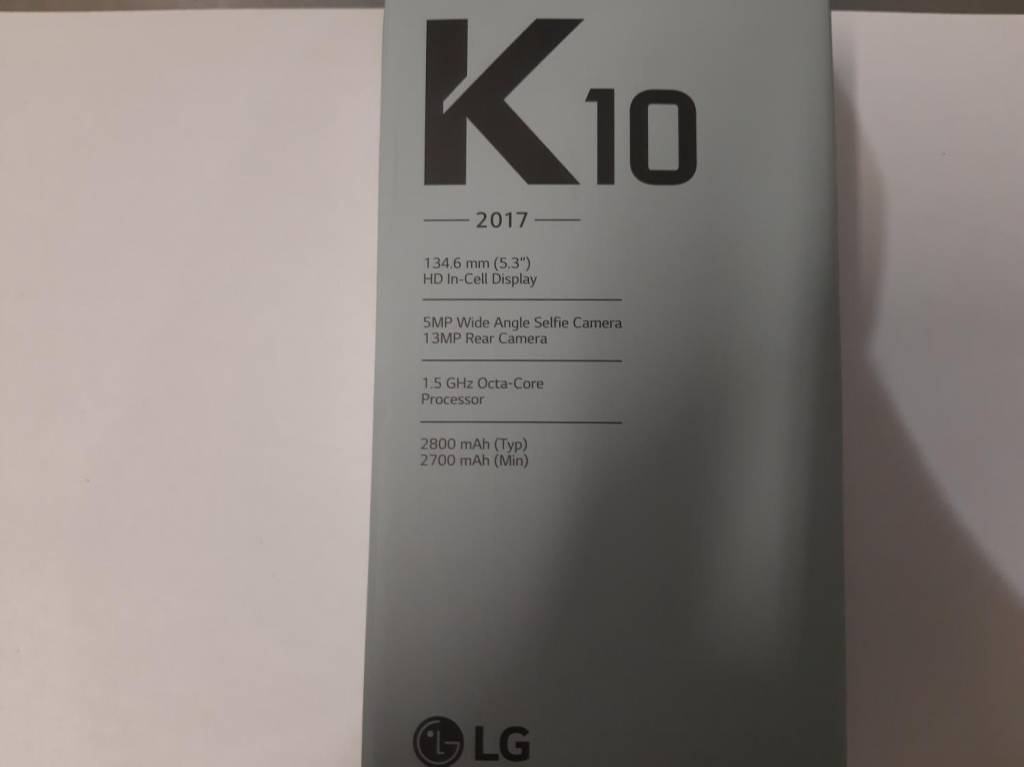 K10
2017
134.6 mm (5.3")
HD In-Cell Display
5MP Wide Angle Selfie Camera
13MP Rear Camera
1.5 GHz Octa-Core
Processor
2800 mAh (Typ)
2700 mAh (Min)
LG